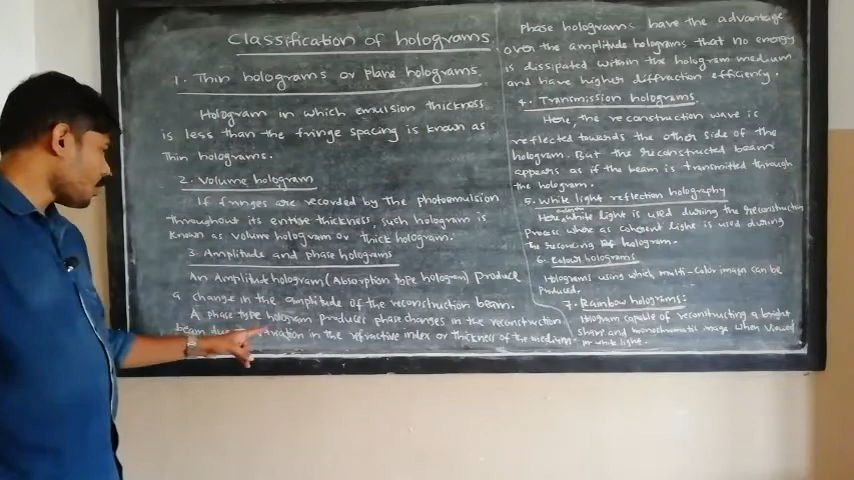 Classification of holograms.
1. Thin holograms or plane holograms.
Hologram in which emulsion thickness
is less than the fringe spacing is known as
Thin holograms.
2. Volume hologram
If fringes are recorded by the photoemulsion
throughout its entire thickness, such hologram is
known as volume hologram or thick hologram.
3. Amplitude and phase holograms
An Amplitude hologram (Absorption type hologram) produce
a change in the amplitude of the reconstruction beam.
A phase type hologram produces phase changes in the reconstruction
beam due in the refractive index or thickness of the medium.
Phase holograms have the advantage
over the amplitude holograms that no energy
is dissipated within the hologram medium
and have higher diffraction efficiency.
4. Transmission holograms.
Here, the reconstruction wave is
reflected towards the other side of the
hologram. But the reconstructed beam
appears as if the beam is transmitted through
the hologram.
5. White light reflection holography
Here, white light is used during the reconstructing
process where as coherent light is used during
the recording of hologram.
6. Colour holograms
Holograms using which multi-color image can be
produced.
7. Rainbow holograms:
capable of reconstructing a bright
sharp and monochromatic image when viewed
in white light.